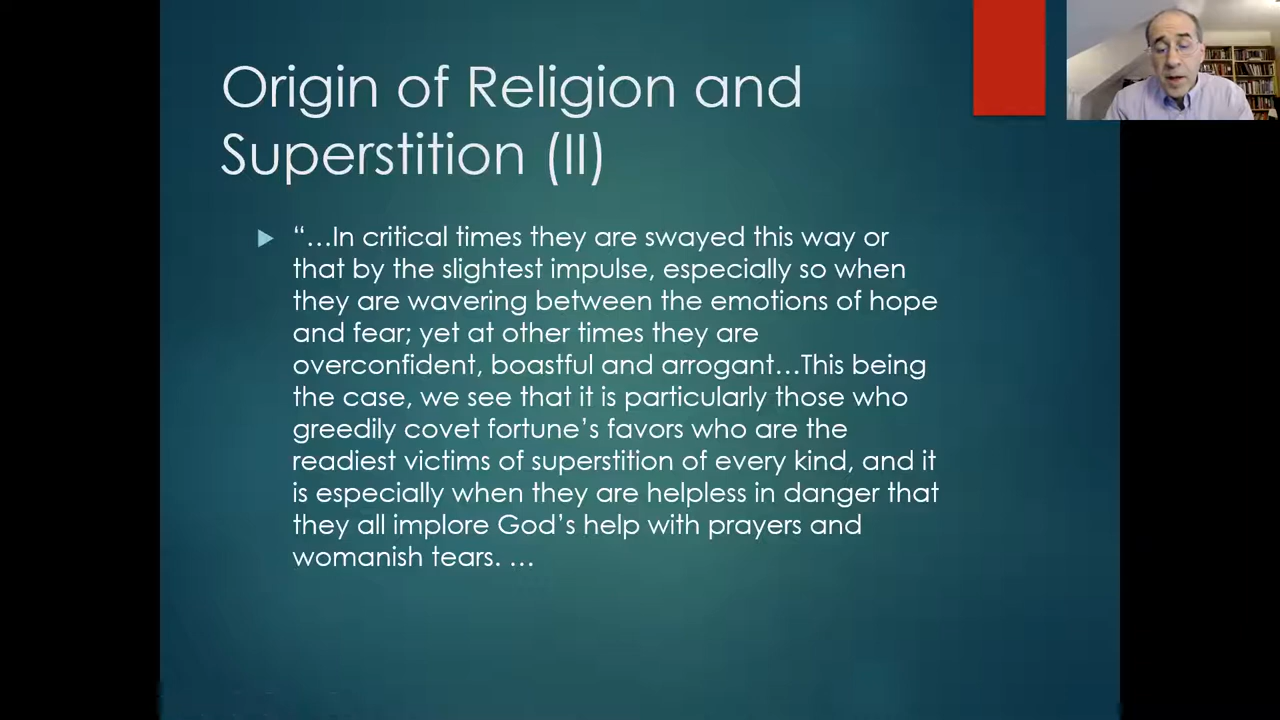 Origin of Religion and
Superstition (II)
“…In critical times they are swayed this way or
that by the slightest impulse, especially so when
they are wavering between the emotions of hope
and fear; yet at other times they are
overconfident, boastful and arrogant…This being
the case, we see that it is particularly those who
greedily covet fortune’s favors who are the
readiest victims of superstition of every kind, and it
is especially when they are helpless in danger that
they all implore God’s help with prayers and
womanish tears. …